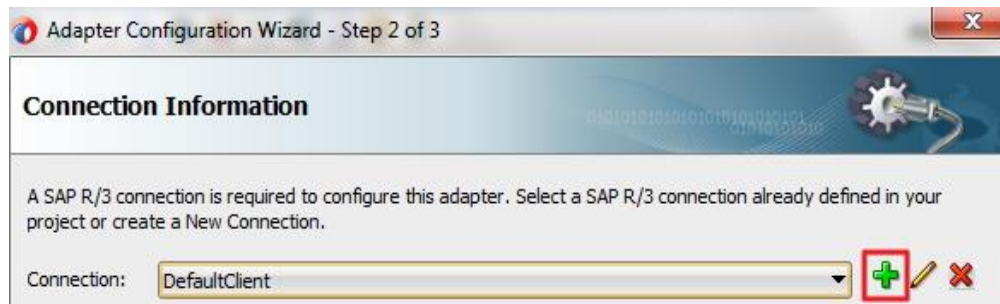 Adapter Configuration Wizard - Step 2 of 3
Connection Information
A SAP R/3 connection is required to configure this adapter. Select a SAP R/3 connection already defined in your
project or create a New Connection.
Connection: DefaultClient